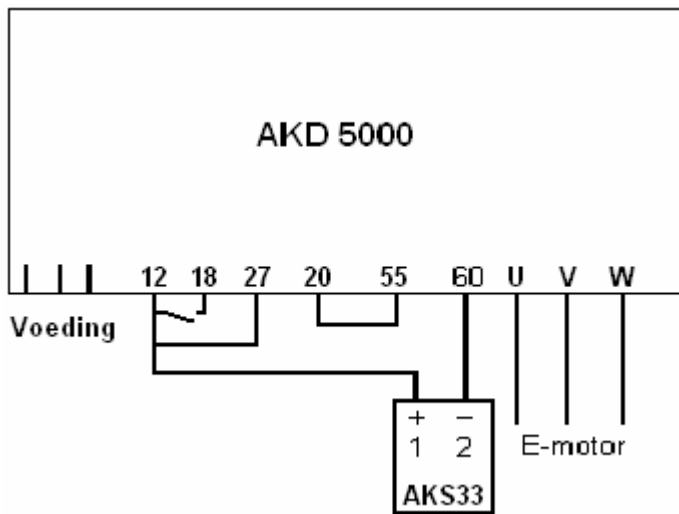 AKD 5000
12 18 27 20 55 60 U V W
Voeding
+ −
1 2
E-motor
AKS33